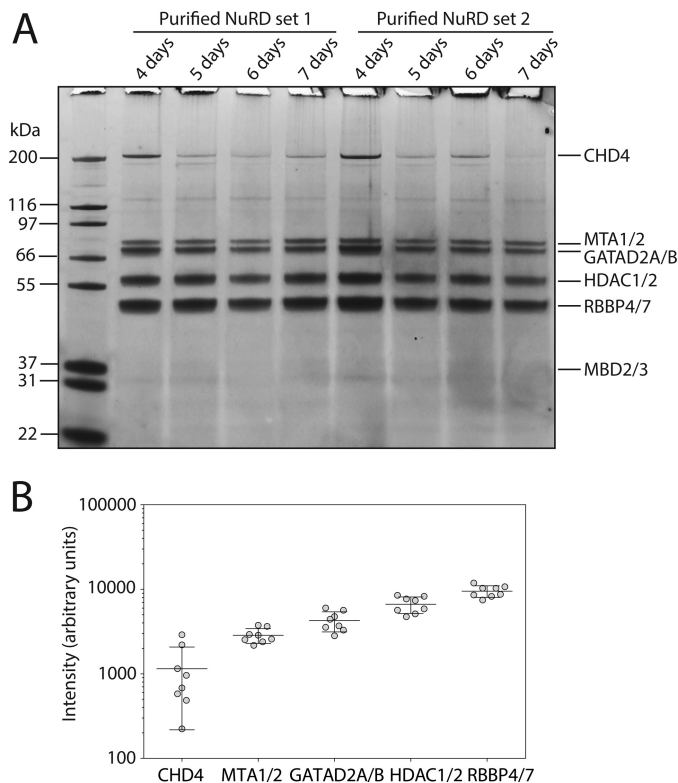 A
Purified NuRD set 1
Purified NuRD set 2
4 days
5 days
6 days
7 days
4 days
5 days
6 days
7 days
kDa
200
116
97
66
55
37
31
22
CHD4
MTA1/2
GATAD2A/B
HDAC1/2
RBBP4/7
MBD2/3
B
Intensity (arbitrary units)
100000
10000
1000
100
CHD4
MTA1/2
GATAD2A/B
HDAC1/2
RBBP4/7